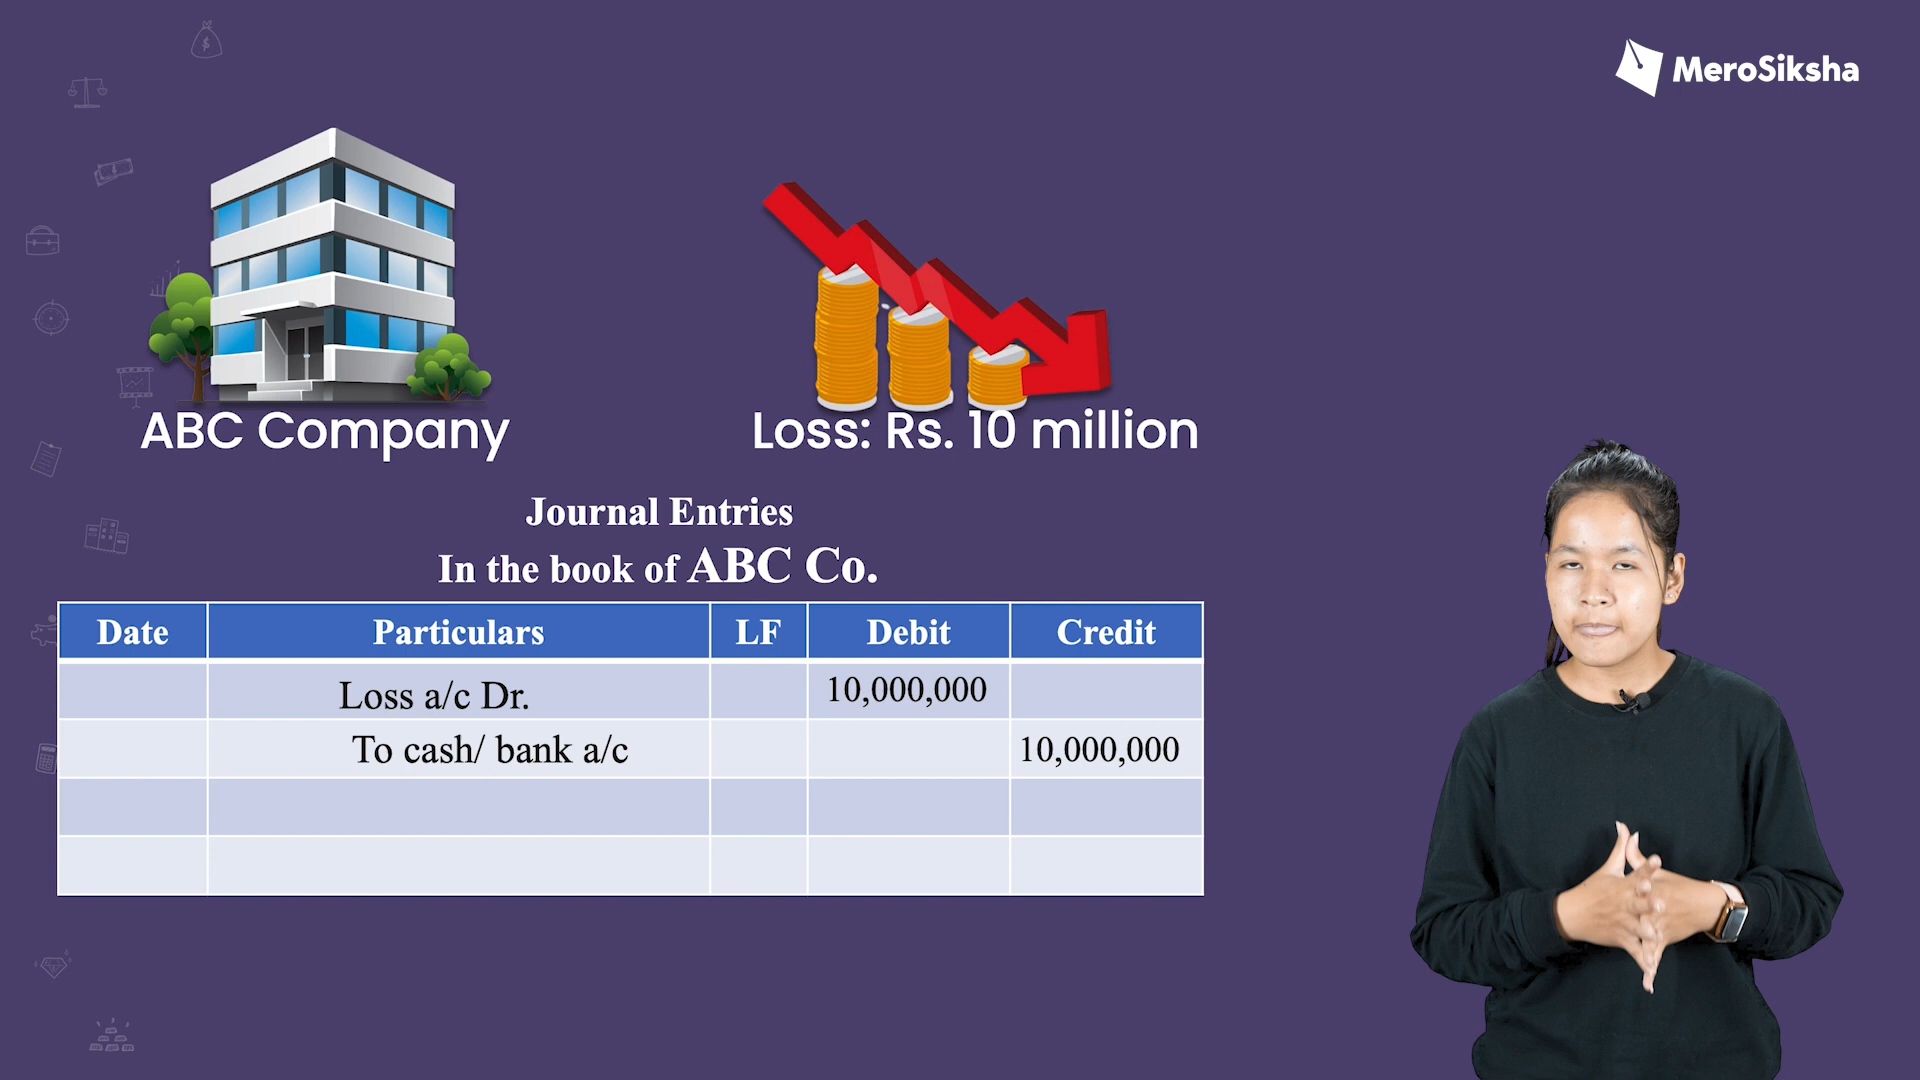 MeroSiksha
ABC Company
Loss: Rs. 10 million
Journal Entries
In the book of ABC Co.
Date Particulars LF Debit Credit
Loss a/c Dr. 10,000,000
To cash/ bank a/c 10,000,000